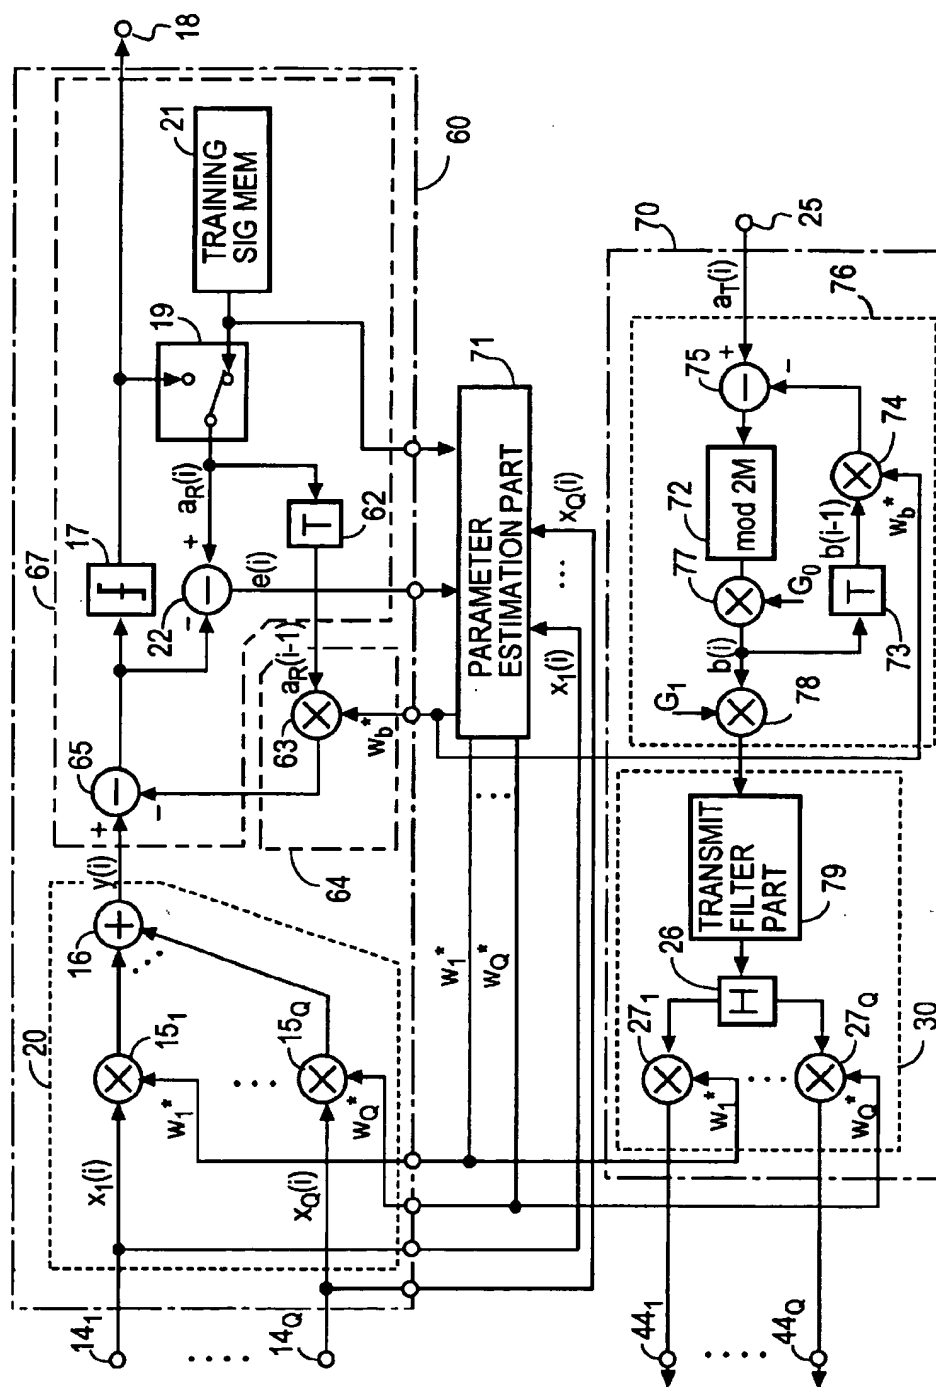 18
60
21
TRAINING
SIG MEM
19
67
17
a_R(i)
+
-
22
e(i)
T
62
a_R(i-1)
63
w_b*
64
65
+
-
y(i)
16
20
15_1
w_1*
x_1(i)
15_Q
w_Q*
x_Q(i)
14_1
14_Q
71
PARAMETER
ESTIMATION PART
x_Q(i)
x_1(i)
w_1*
w_Q*
70
25
a_T(i)
76
75
+
-
72
mod 2M
74
w_b*
b(i-1)
T
73
77
G_0
b(i)
G_1
78
TRANSMIT
FILTER
PART
79
26
H
27_1
w_1*
27_Q
w_Q*
30
44_1
44_Q